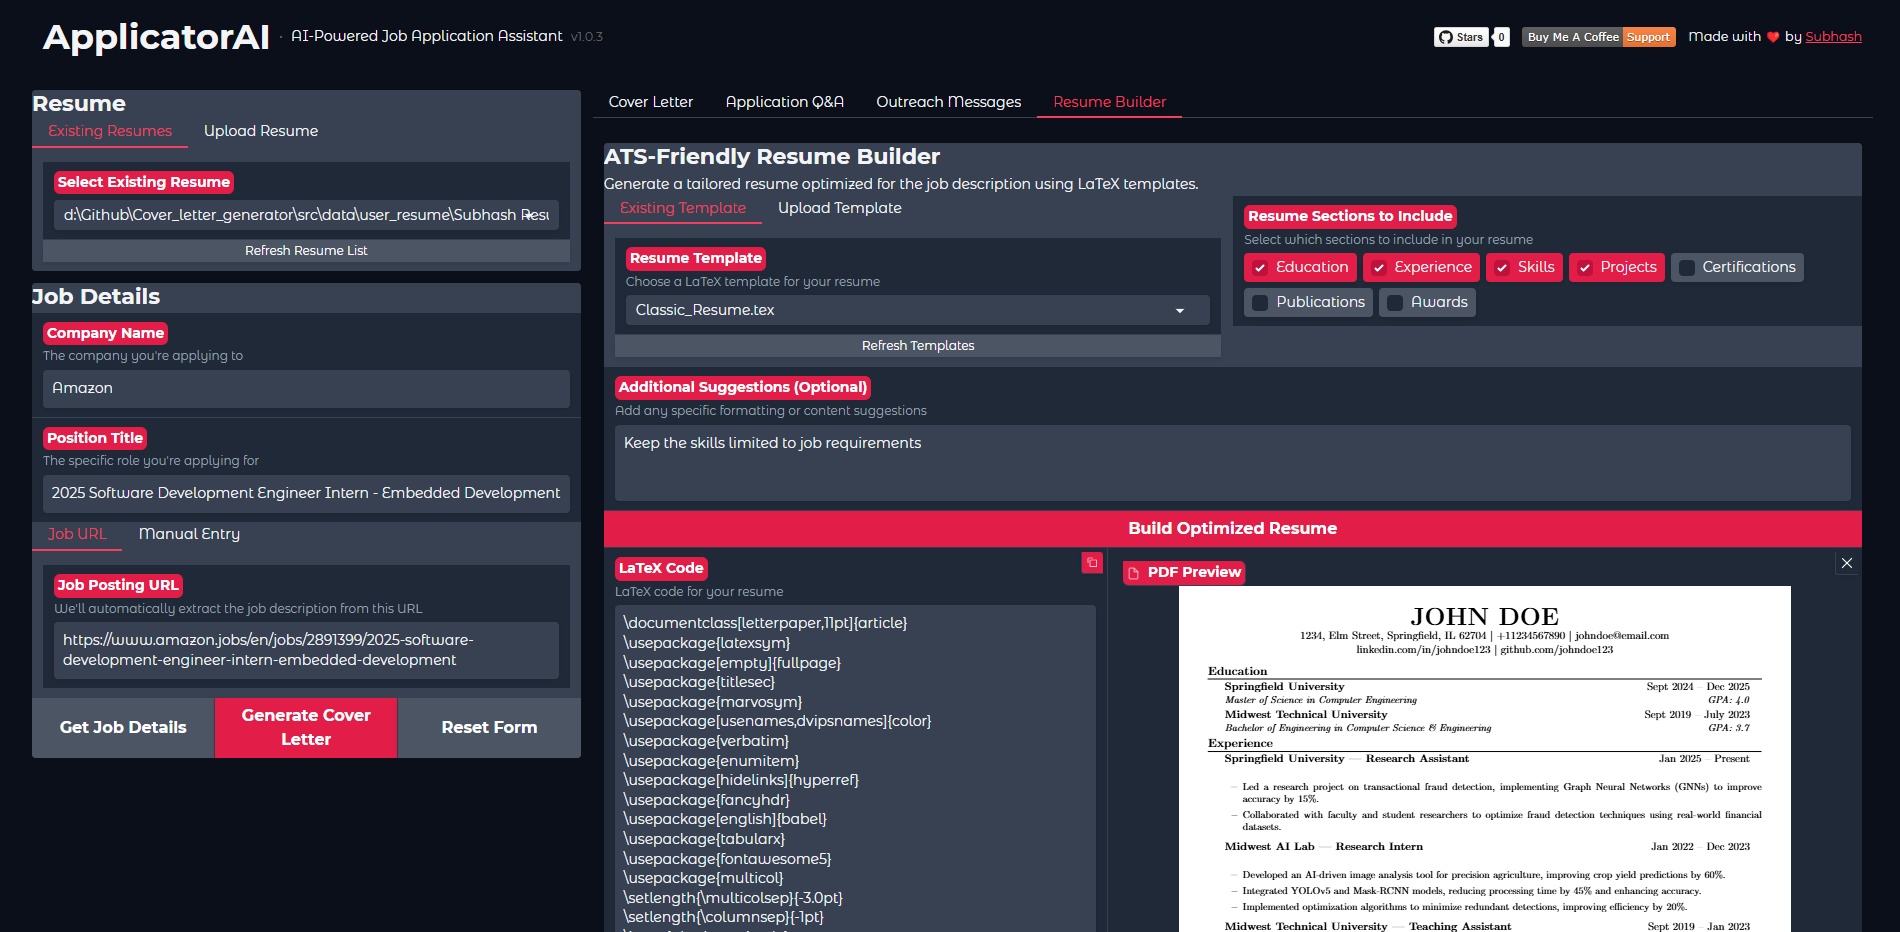 ApplicatorAI · AI-Powered Job Application Assistant v1.0.3
Stars 0
Buy Me A Coffee Support
Made with ❤ by Subhash
Resume
Existing Resumes Upload Resume
Select Existing Resume
d:\Github\Cover_letter_generator\src\data\user_resume\Subhash
Refresh Resume List
Job Details
Company Name
The company you're applying to
Amazon
Position Title
The specific role you're applying for
2025 Software Development Engineer Intern - Embedded Development
Job URL Manual Entry
Job Posting URL
We'll automatically extract the job description from this URL
https://www.amazon.jobs/en/jobs/2891399/2025-software-
development-engineer-intern-embedded-development
Get Job Details
Generate Cover
Letter
Reset Form
Cover Letter Application Q&A Outreach Messages Resume Builder
ATS-Friendly Resume Builder
Generate a tailored resume optimized for the job description using LaTeX templates.
Existing Template Upload Template
Resume Template
Choose a LaTeX template for your resume
Classic_Resume.tex
Refresh Templates
Resume Sections to Include
Select which sections to include in your resume
Education Experience Skills Projects Certifications
Publications Awards
Additional Suggestions (Optional)
Add any specific formatting or content suggestions
Keep the skills limited to job requirements
Build Optimized Resume
LaTeX Code
LaTeX code for your resume
\documentclass[letterpaper,11pt]{article}
\usepackage{latexsym}
\usepackage[empty]{fullpage}
\usepackage{titlesec}
\usepackage{marvosym}
\usepackage[usenames,dvipsnames]{color}
\usepackage{verbatim}
\usepackage{enumitem}
\usepackage[hidelinks]{hyperref}
\usepackage{fancyhdr}
\usepackage[english]{babel}
\usepackage{tabularx}
\usepackage{fontawesome5}
\usepackage{multicol}
\setlength{\multicolsep}{-3.0pt}
\setlength{\columnsep}{-1pt}
PDF Preview
JOHN DOE
1234, Elm Street, Springfield, IL 62704 | +11234567890 | johndoe@email.com
linkedin.com/in/johndoe123 | github.com/johndoe123
Education
Springfield University Sept 2024 – Dec 2025
Master of Science in Computer Engineering GPA: 4.0
Midwest Technical University Sept 2019 – July 2023
Bachelor of Engineering in Computer Science & Engineering GPA: 3.7
Experience
Springfield University — Research Assistant Jan 2025 – Present
– Led a research project on transactional fraud detection, implementing Graph Neural Networks (GNNs) to improve
accuracy by 15%.
– Collaborated with faculty and student researchers to optimize fraud detection techniques using real-world financial
datasets.
Midwest AI Lab — Research Intern Jan 2022 – Dec 2023
– Developed an AI-driven image analysis tool for precision agriculture, improving crop yield predictions by 60%.
– Integrated YOLOv5 and Mask-RCNN models, reducing processing time by 45% and enhancing accuracy.
– Implemented optimization algorithms to minimize redundant detections, improving efficiency by 20%.
Midwest Technical University — Teaching Assistant Sept 2019 – Jan 2023